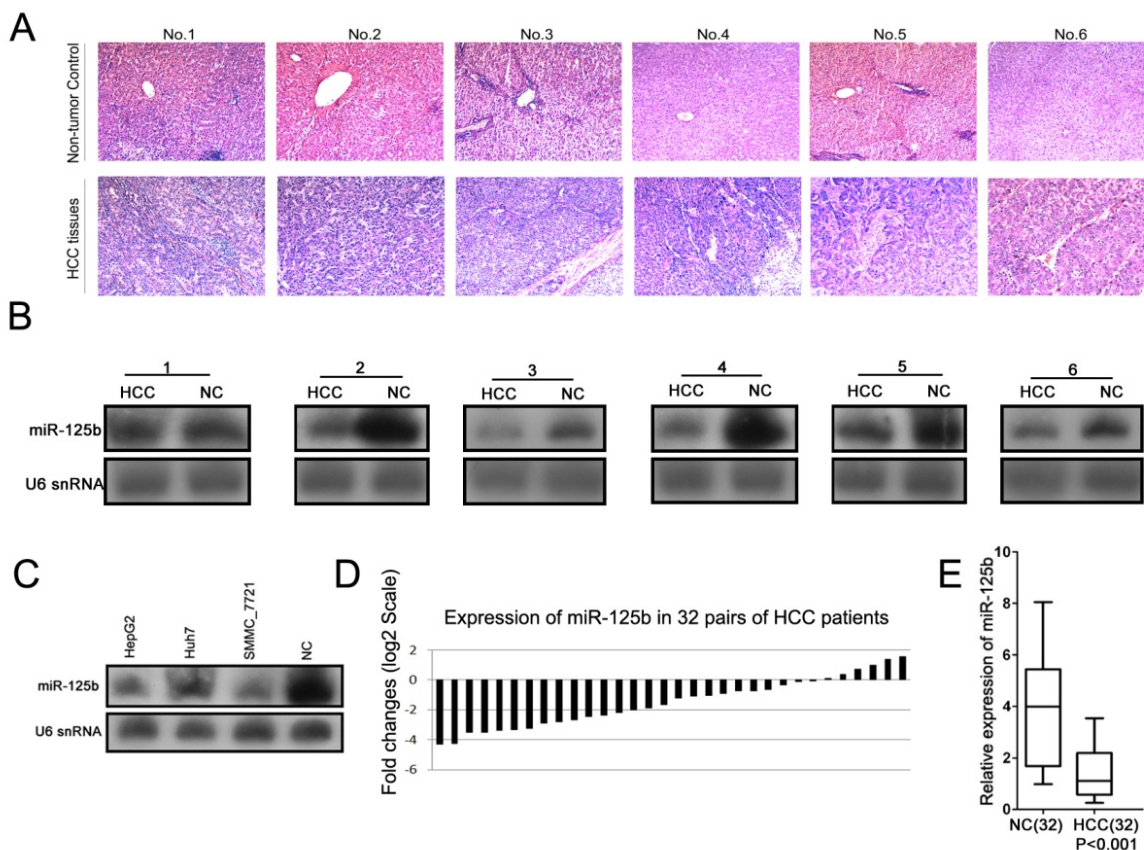 A
No.1 No.2 No.3 No.4 No.5 No.6
Non-tumor Control
HCC tissues
B
1 2 3 4 5 6
HCC NC HCC NC HCC NC HCC NC HCC NC HCC NC
miR-125b
U6 snRNA
C
HepG2 Huh7 SMMC_7721 NC
miR-125b
U6 snRNA
D
Expression of miR-125b in 32 pairs of HCC patients
Fold changes (log2 Scale)
2
0
-2
-4
-6
E
Relative expression of miR-125b
10
8
6
4
2
0
NC(32) HCC(32)
P<0.001